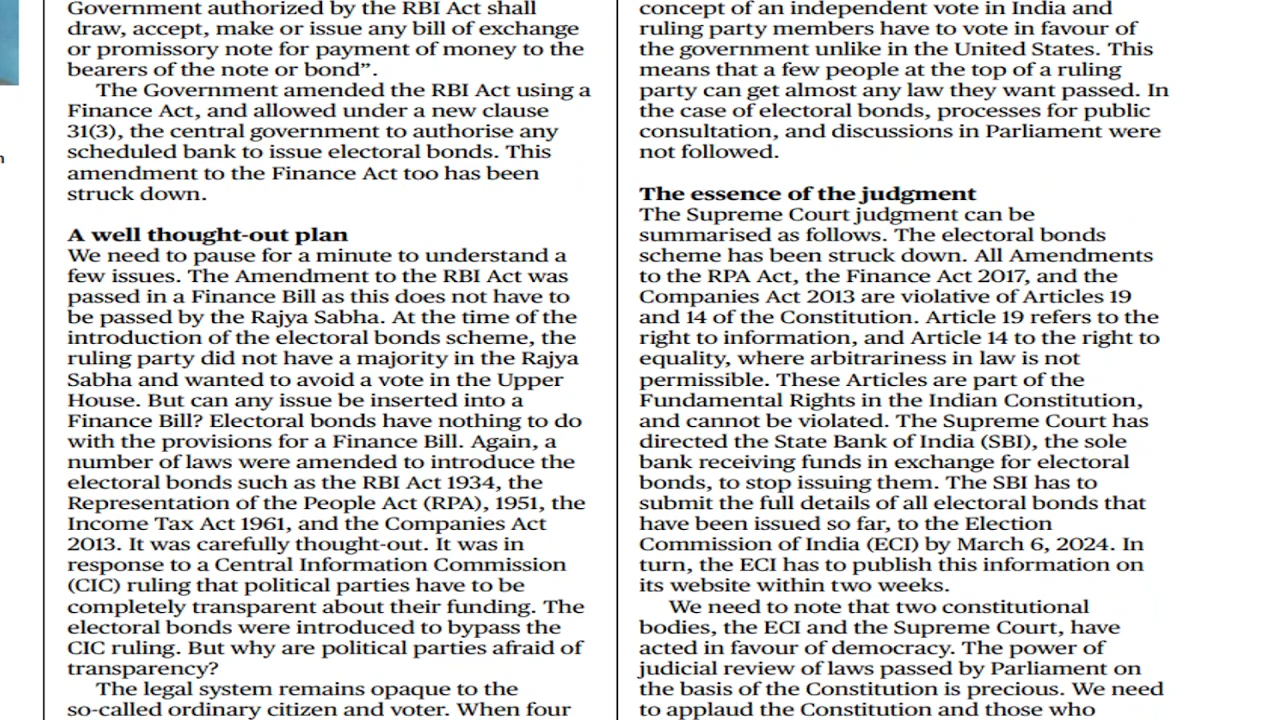 Government authorized by the RBI Act shall
draw, accept, make or issue any bill of exchange
or promissory note for payment of money to the
bearers of the note or bond”.
The Government amended the RBI Act using a
Finance Act, and allowed under a new clause
31(3), the central government to authorise any
scheduled bank to issue electoral bonds. This
amendment to the Finance Act too has been
struck down.
A well thought-out plan
We need to pause for a minute to understand a
few issues. The Amendment to the RBI Act was
passed in a Finance Bill as this does not have to
be passed by the Rajya Sabha. At the time of the
introduction of the electoral bonds scheme, the
ruling party did not have a majority in the Rajya
Sabha and wanted to avoid a vote in the Upper
House. But can any issue be inserted into a
Finance Bill? Electoral bonds have nothing to do
with the provisions for a Finance Bill. Again, a
number of laws were amended to introduce the
electoral bonds such as the RBI Act 1934, the
Representation of the People Act (RPA), 1951, the
Income Tax Act 1961, and the Companies Act
2013. It was carefully thought-out. It was in
response to a Central Information Commission
(CIC) ruling that political parties have to be
completely transparent about their funding. The
electoral bonds were introduced to bypass the
CIC ruling. But why are political parties afraid of
transparency?
The legal system remains opaque to the
so-called ordinary citizen and voter. When four
concept of an independent vote in India and
ruling party members have to vote in favour of
the government unlike in the United States. This
means that a few people at the top of a ruling
party can get almost any law they want passed. In
the case of electoral bonds, processes for public
consultation, and discussions in Parliament were
not followed.
The essence of the judgment
The Supreme Court judgment can be
summarised as follows. The electoral bonds
scheme has been struck down. All Amendments
to the RPA Act, the Finance Act 2017, and the
Companies Act 2013 are violative of Articles 19
and 14 of the Constitution. Article 19 refers to the
right to information, and Article 14 to the right to
equality, where arbitrariness in law is not
permissible. These Articles are part of the
Fundamental Rights in the Indian Constitution,
and cannot be violated. The Supreme Court has
directed the State Bank of India (SBI), the sole
bank receiving funds in exchange for electoral
bonds, to stop issuing them. The SBI has to
submit the full details of all electoral bonds that
have been issued so far, to the Election
Commission of India (ECI) by March 6, 2024. In
turn, the ECI has to publish this information on
its website within two weeks.
We need to note that two constitutional
bodies, the ECI and the Supreme Court, have
acted in favour of democracy. The power of
judicial review of laws passed by Parliament on
the basis of the Constitution is precious. We need
to applaud the Constitution and those who